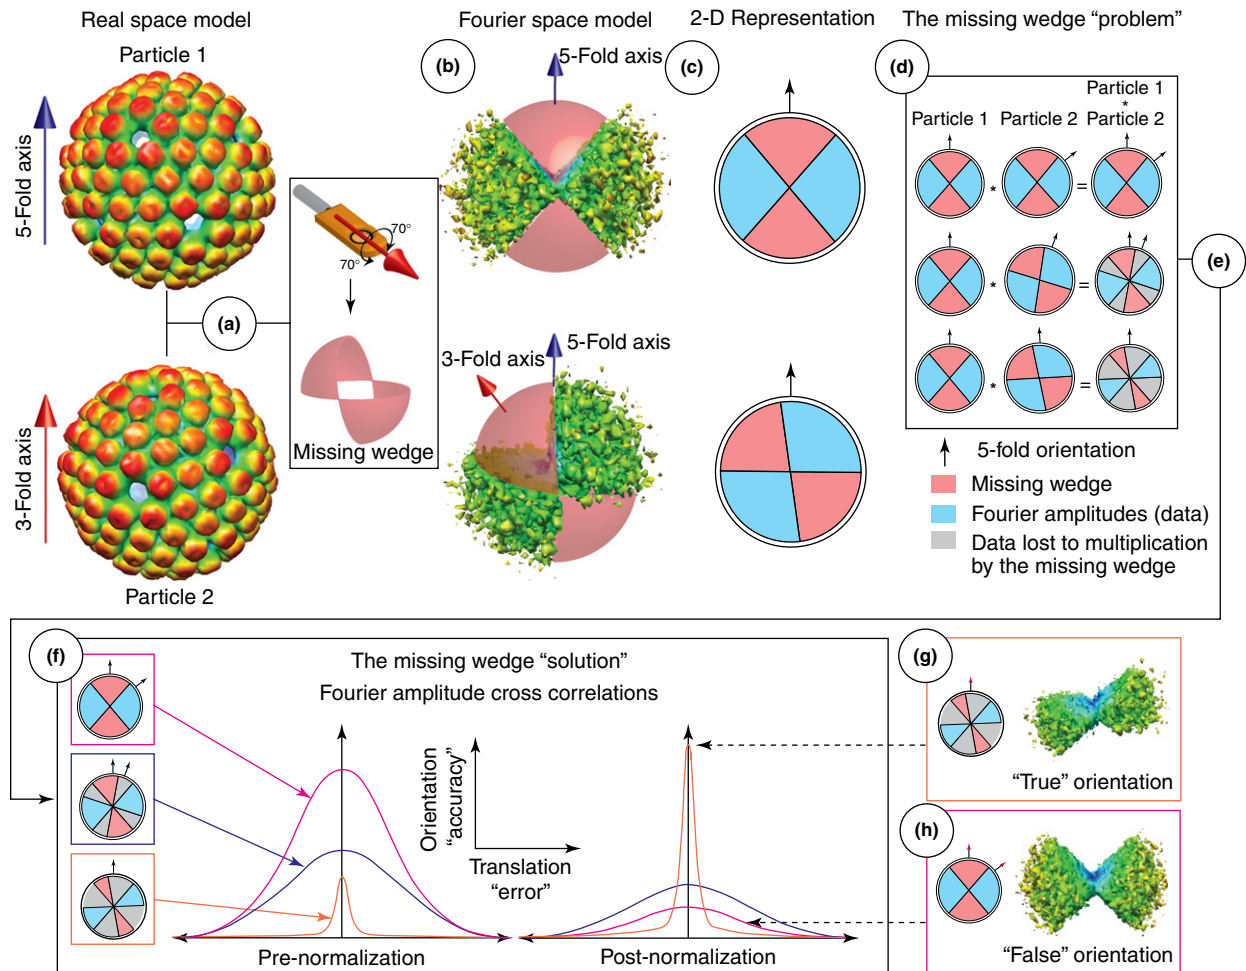 Real space model
Fourier space model
2-D Representation
The missing wedge “problem”
Particle 1
5-Fold axis
(a)
70°
70°
Missing wedge
3-Fold axis
Particle 2
(b)
5-Fold axis
3-Fold axis
5-Fold axis
(c)
(d)
Particle 1
*
Particle 1 Particle 2 Particle 2
* =
* =
* =
(e)
5-fold orientation
Missing wedge
Fourier amplitudes (data)
Data lost to multiplication
by the missing wedge
(f)
The missing wedge “solution”
Fourier amplitude cross correlations
Orientation
“accuracy”
Translation
“error”
Pre-normalization
Post-normalization
(g)
“True” orientation
(h)
“False” orientation